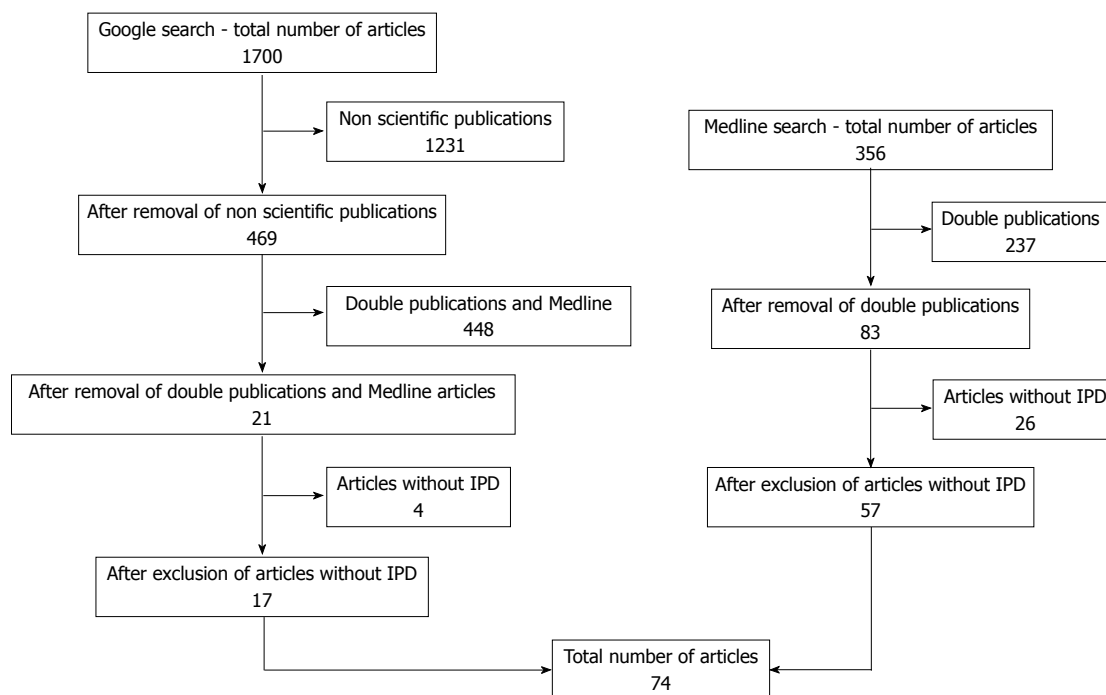 Google search - total number of articles
1700
Non scientific publications
1231
After removal of non scientific publications
469
Double publications and Medline
448
After removal of double publications and Medline articles
21
Articles without IPD
4
After exclusion of articles without IPD
17
Medline search - total number of articles
356
Double publications
237
After removal of double publications
83
Articles without IPD
26
After exclusion of articles without IPD
57
Total number of articles
74